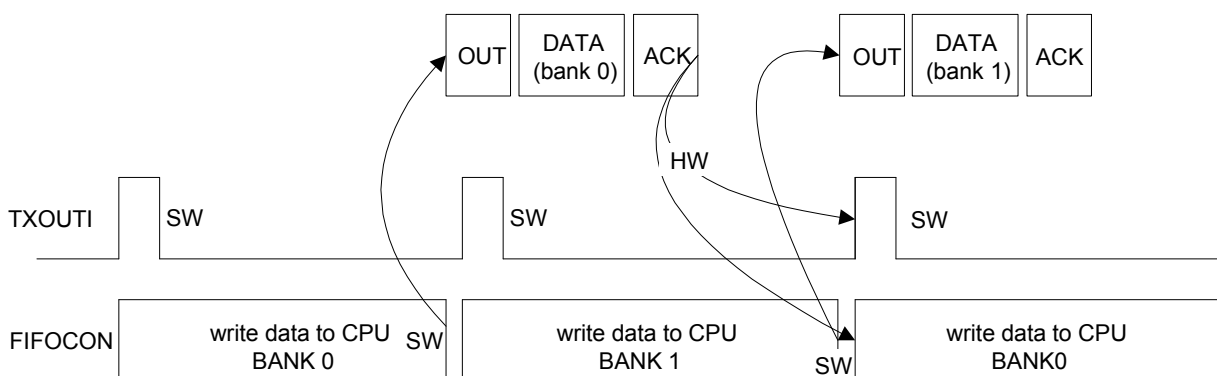 OUT DATA (bank 0) ACK OUT DATA (bank 1) ACK
HW
TXOUTI SW SW SW
FIFOCON write data to CPU BANK 0 SW write data to CPU BANK 1 SW write data to CPU BANK0